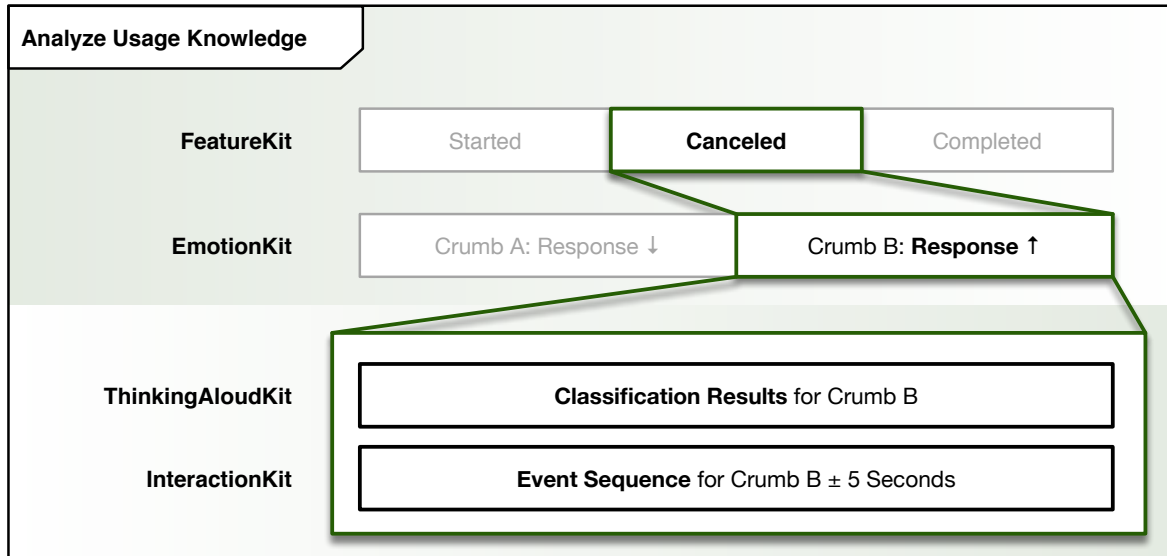 Analyze Usage Knowledge
FeatureKit Started Canceled Completed
EmotionKit Crumb A: Response ↓ Crumb B: Response ↑
ThinkingAloudKit Classification Results for Crumb B
InteractionKit Event Sequence for Crumb B ± 5 Seconds